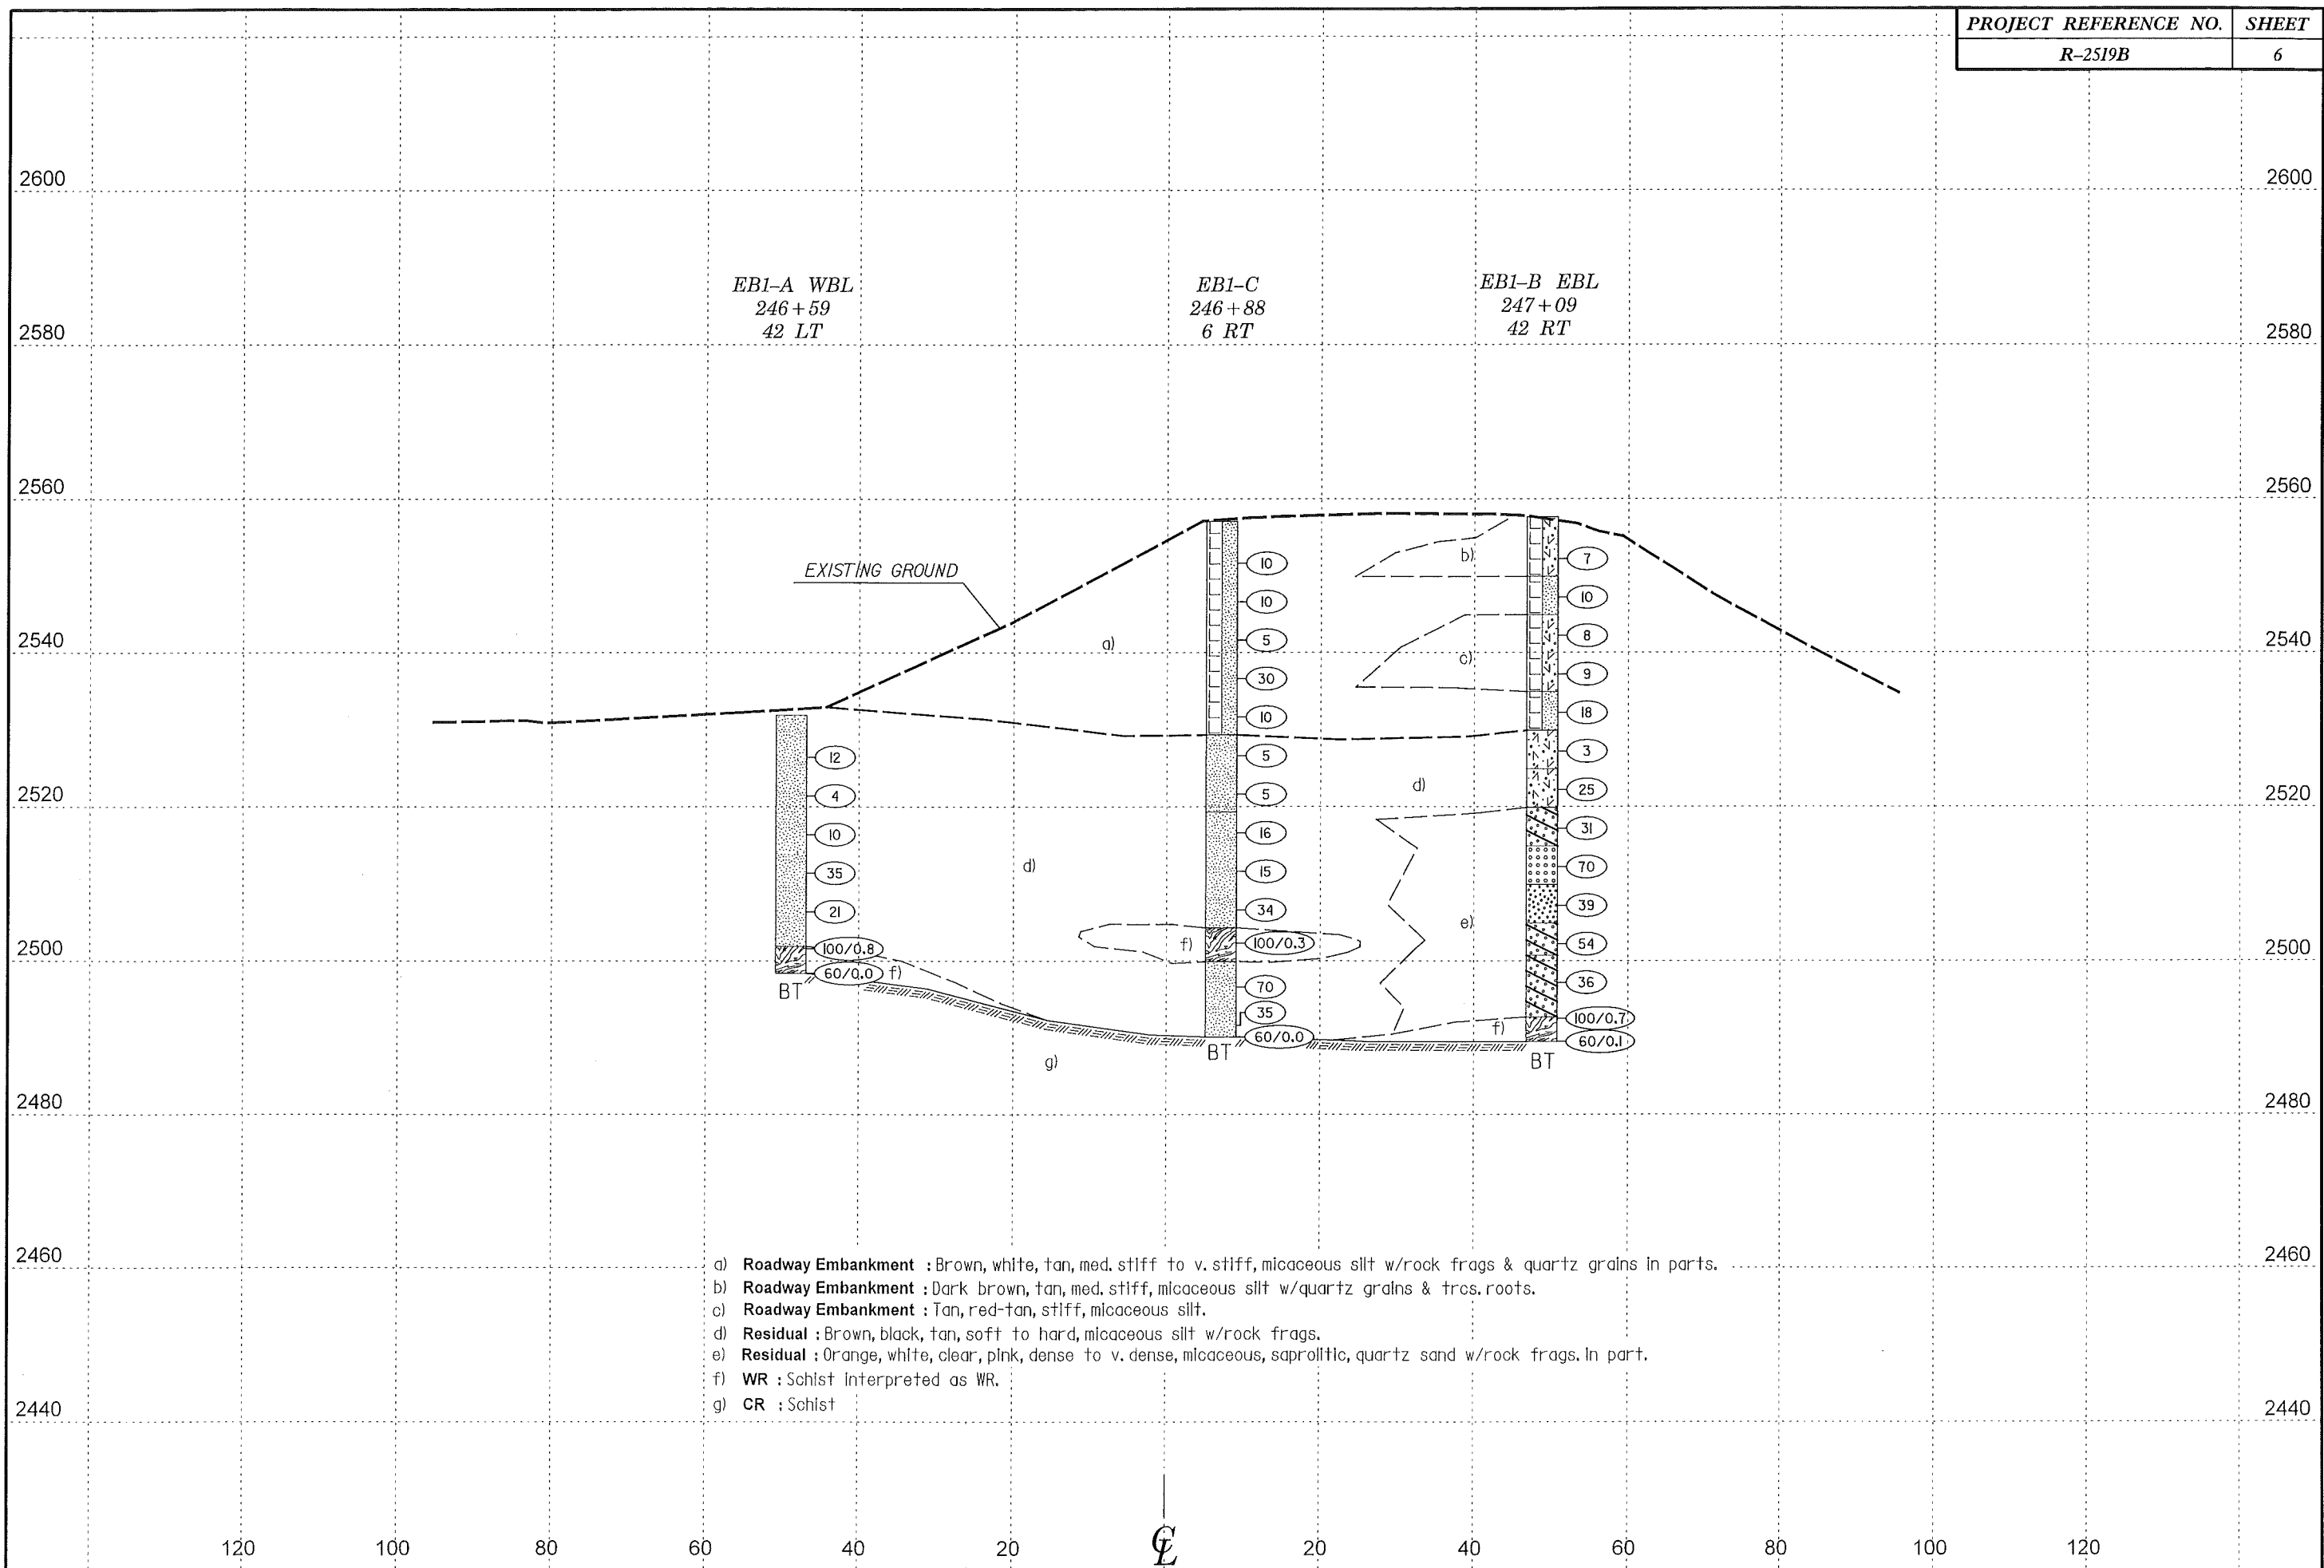 PROJECT REFERENCE NO. SHEET
R-2519B 6
2600 2600
EB1-A WBL EB1-C EB1-B EBL
246+59 246+88 247+09
42 LT 6 RT 42 RT
2580 2580
2560 2560
EXISTING GROUND
b)
10 7
10 10
2540 2540
a)
5 8
c)
30 9
10 18
12 5 3
d)
2520 2520
4 5 25
10 16 31
d)
35 15 70
21 34 39
e)
2500 2500
100/0.8 f) 100/0.3 54
60/0.0 f) 70 36
BT
35 100/0.7
f)
60/0.0 60/0.1
BT BT
g)
2480 2480
2460 2460
a) Roadway Embankment : Brown, white, tan, med. stiff to v. stiff, micaceous silt w/rock frags & quartz grains in parts.
b) Roadway Embankment : Dark brown, tan, med. stiff, micaceous silt w/quartz grains & trcs. roots.
c) Roadway Embankment : Tan, red-tan, stiff, micaceous silt.
d) Residual : Brown, black, tan, soft to hard, micaceous silt w/rock frags.
e) Residual : Orange, white, clear, pink, dense to v. dense, micaceous, saprolitic, quartz sand w/rock frags. in part.
f) WR : Schist interpreted as WR.
g) CR : Schist
2440 2440
120 100 80 60 40 20 ℄ 20 40 60 80 100 120